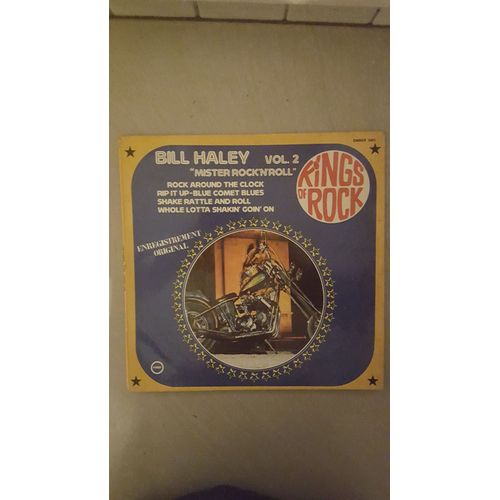 BILL HALEY VOL. 2
"MISTER ROCK'N'ROLL"
ROCK AROUND THE CLOCK
RIP IT UP-BLUE COMET BLUES
SHAKE RATTLE AND ROLL
WHOLE LOTTA SHAKIN' GOIN' ON
KINGS
OF
ROCK
ENREGISTREMENT
ORIGINAL